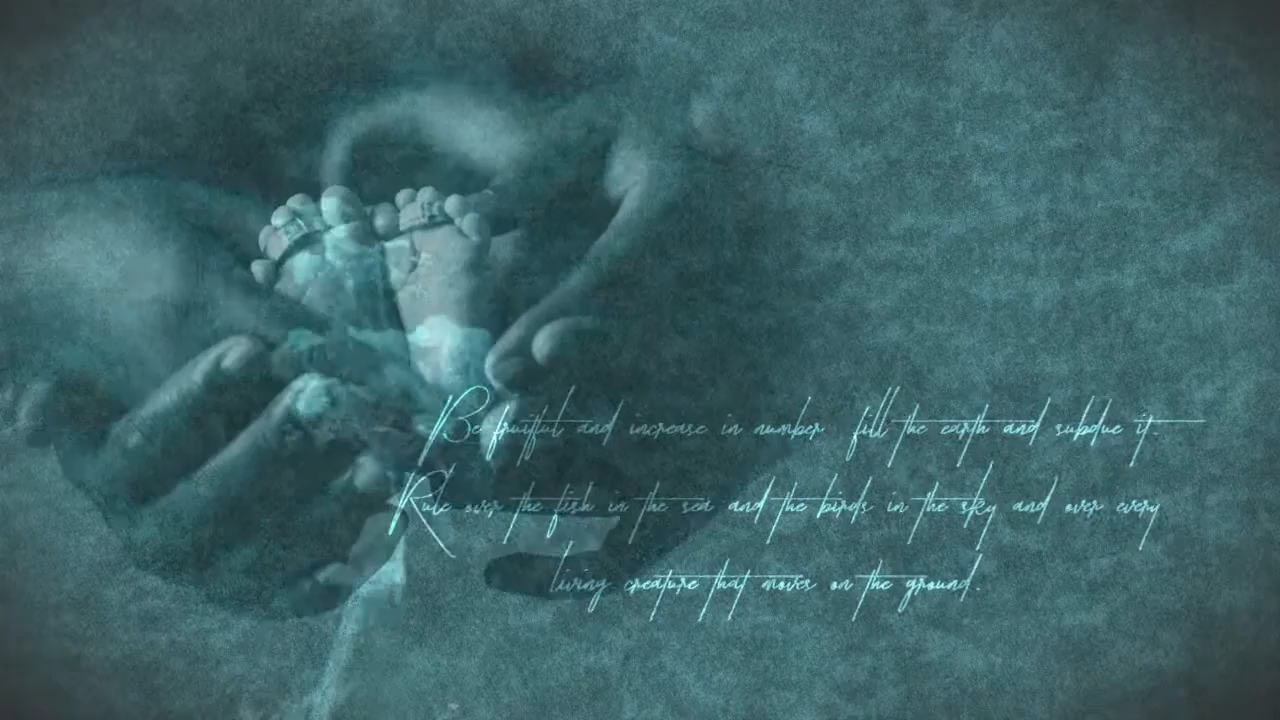 Be fruitful and increase in number fill the earth and subdue it.
Rule over the fish in the sea and the birds in the sky and over every
living creature that moves on the ground.